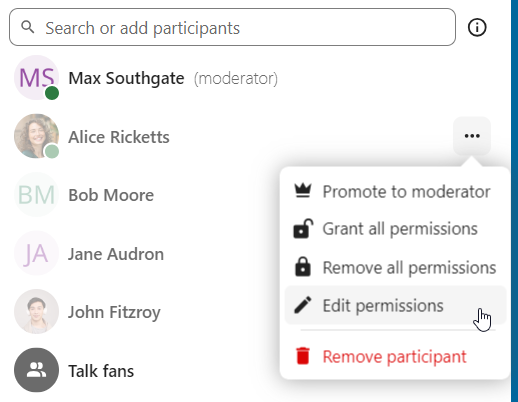 Search or add participants
MS Max Southgate (moderator)
Alice Ricketts
BM Bob Moore
JA Jane Audron
John Fitzroy
Talk fans
Promote to moderator
Grant all permissions
Remove all permissions
Edit permissions
Remove participant